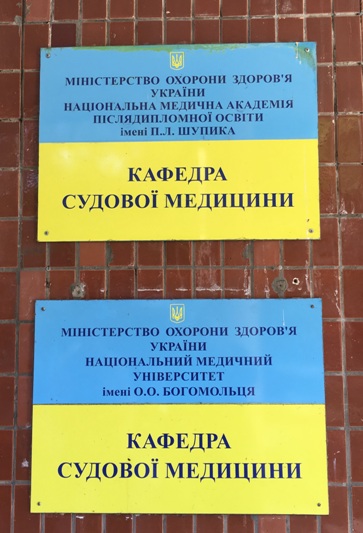 МІНІСТЕРСТВО ОХОРОНИ ЗДОРОВ'Я
УКРАЇНИ
НАЦІОНАЛЬНА МЕДИЧНА АКАДЕМІЯ
ПІСЛЯДИПЛОМНОЇ ОСВІТИ
імені П.Л. ШУПИКА
КАФЕДРА
СУДОВОЇ МЕДИЦИНИ
МІНІСТЕРСТВО ОХОРОНИ ЗДОРОВ'Я
УКРАЇНИ
НАЦІОНАЛЬНИЙ МЕДИЧНИЙ
УНІВЕРСИТЕТ
імені О.О. БОГОМОЛЬЦЯ
КАФЕДРА
СУДОВОЇ МЕДИЦИНИ